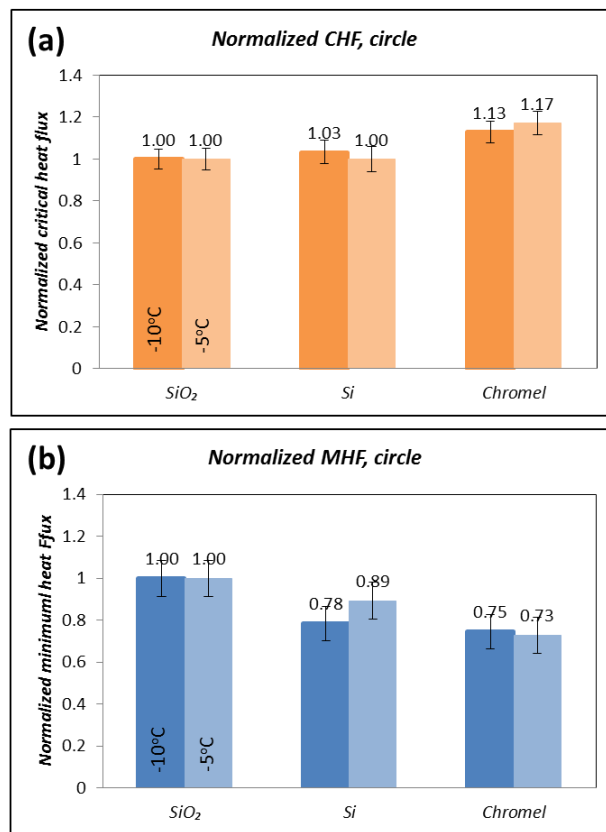 (a)
Normalized CHF, circle
Normalized critical heat flux
1.4
1.2
1
0.8
0.6
0.4
0.2
0
1.00 1.00
1.03 1.00
1.13 1.17
-10°C -5°C
SiO₂ Si Chromel
(b)
Normalized MHF, circle
Normalized minimuml heat Ffux
1.4
1.2
1
0.8
0.6
0.4
0.2
0
1.00 1.00
0.78 0.89
0.75 0.73
-10°C -5°C
SiO₂ Si Chromel